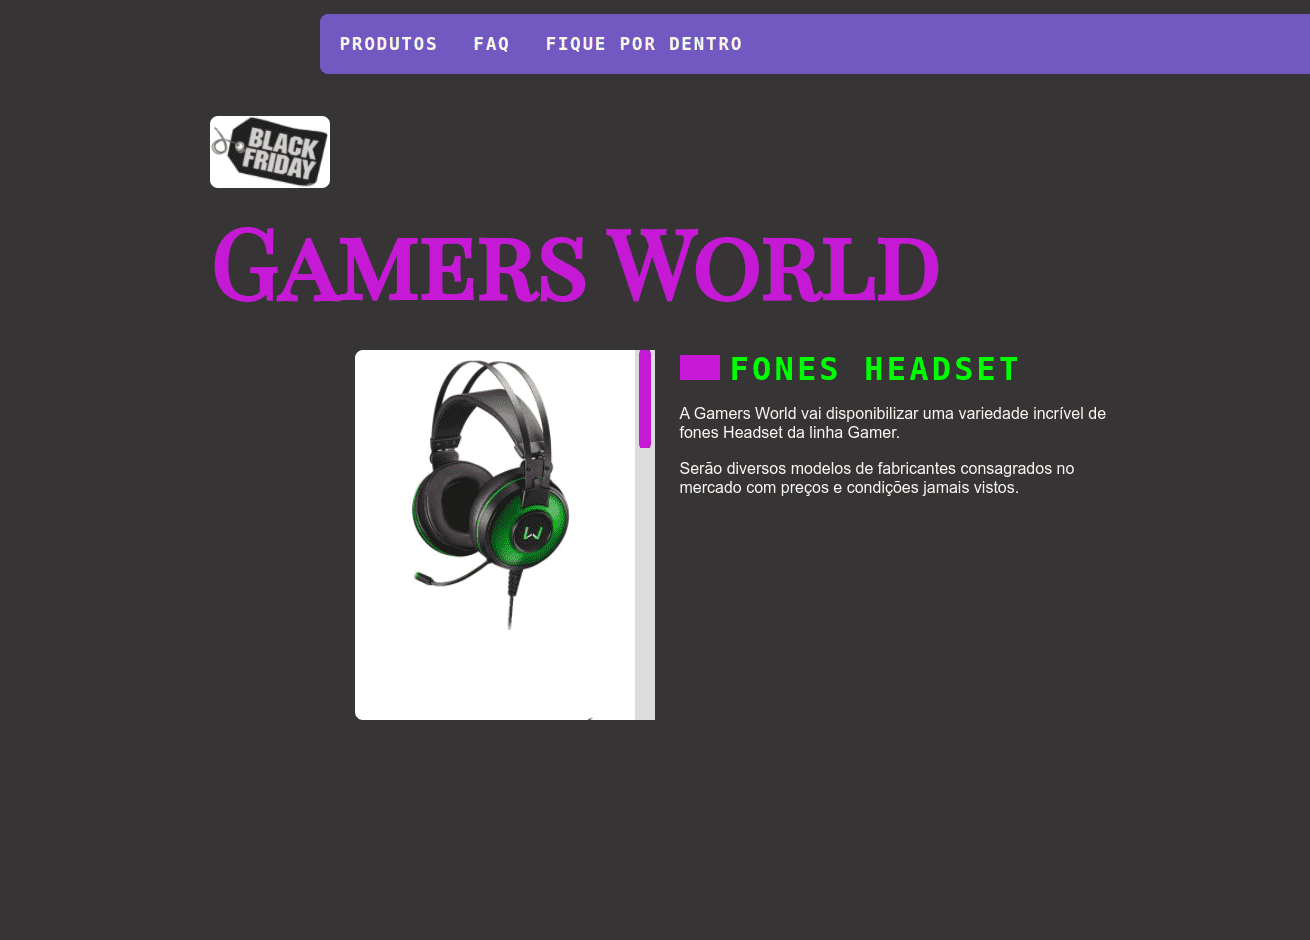 PRODUTOS FAQ FIQUE POR DENTRO
BLACK
FRIDAY
GAMERS WORLD
FONES HEADSET
A Gamers World vai disponibilizar uma variedade incrível de
fones Headset da linha Gamer.
Serão diversos modelos de fabricantes consagrados no
mercado com preços e condições jamais vistos.